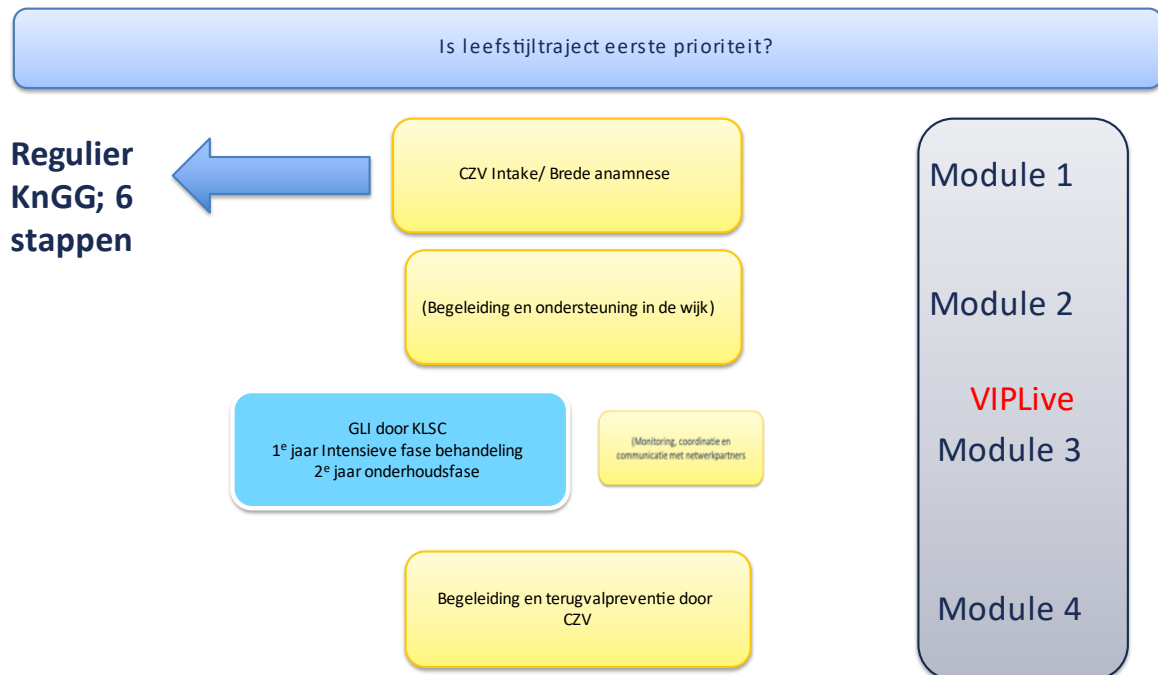 Is leefstijltraject eerste prioriteit?
Regulier
KnGG; 6
stappen
CZV Intake/ Brede anamnese
Module 1
(Begeleiding en ondersteuning in de wijk)
Module 2
VIPLive
GLI door KLSC
1e jaar Intensieve fase behandeling
2e jaar onderhoudsfase
(Monitoring, coordinatie en
communicatie met netwerkpartners
Module 3
Begeleiding en terugvalpreventie door
CZV
Module 4